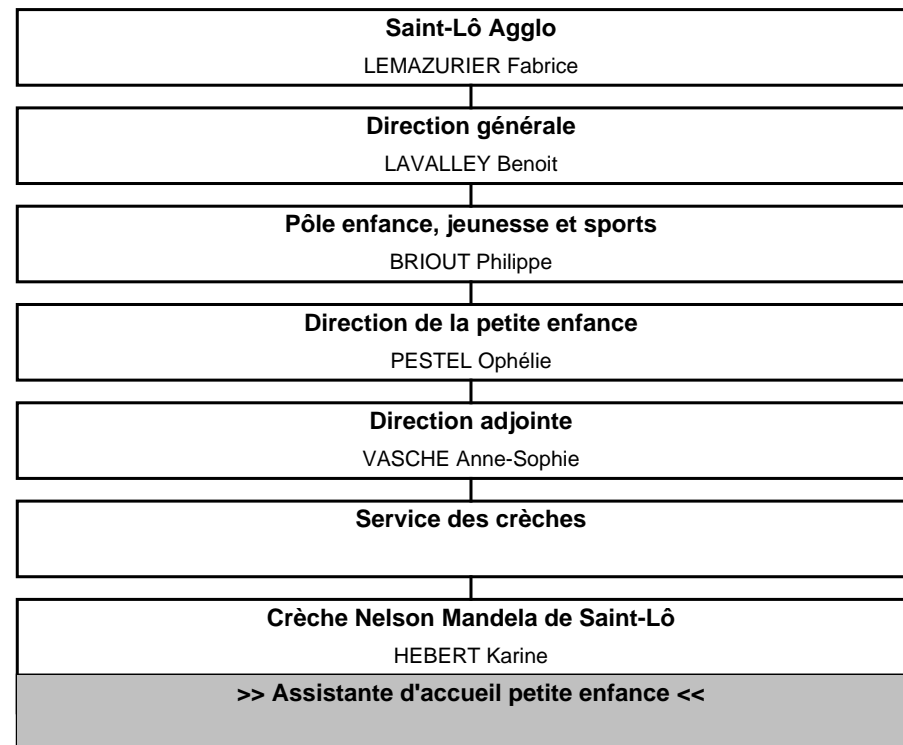 Saint-Lô Agglo
LEMAZURIER Fabrice
Direction générale
LAVALLEY Benoit
Pôle enfance, jeunesse et sports
BRIOUT Philippe
Direction de la petite enfance
PESTEL Ophélie
Direction adjointe
VASCHE Anne-Sophie
Service des crèches
Crèche Nelson Mandela de Saint-Lô
HEBERT Karine
>> Assistante d'accueil petite enfance <<